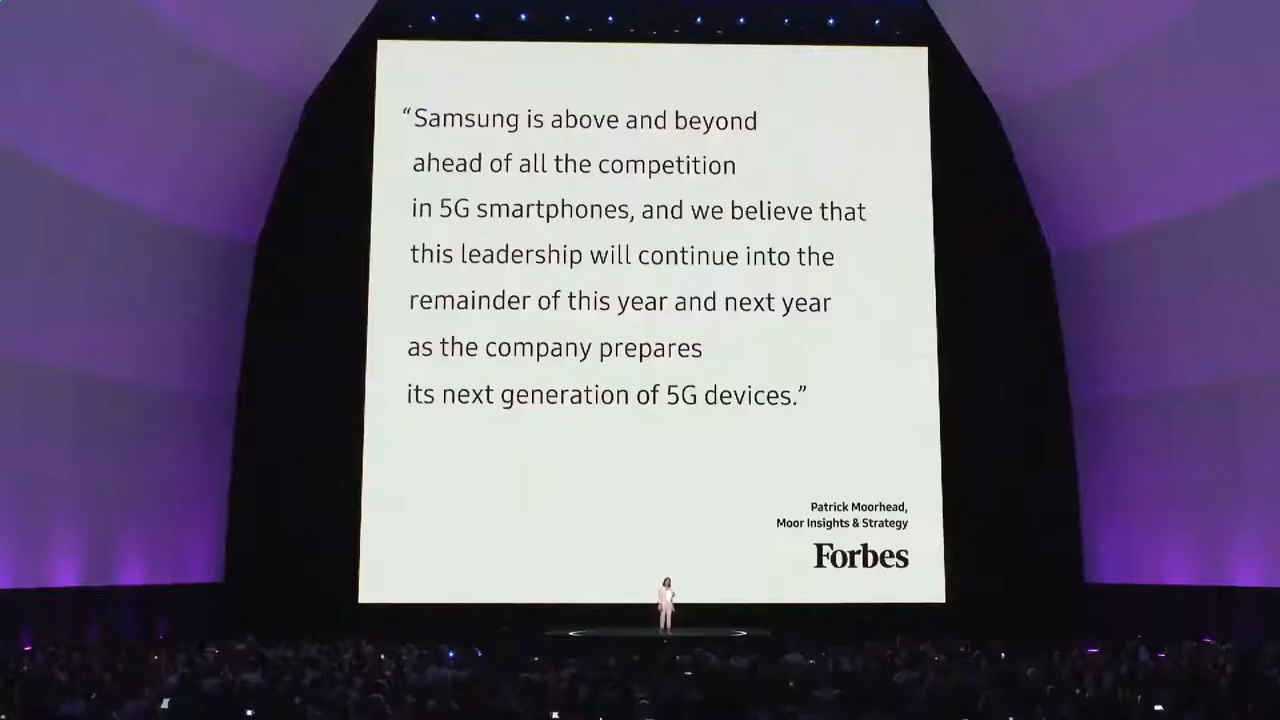 “Samsung is above and beyond
ahead of all the competition
in 5G smartphones, and we believe that
this leadership will continue into the
remainder of this year and next year
as the company prepares
its next generation of 5G devices.”
Patrick Moorhead,
Moor Insights & Strategy
Forbes